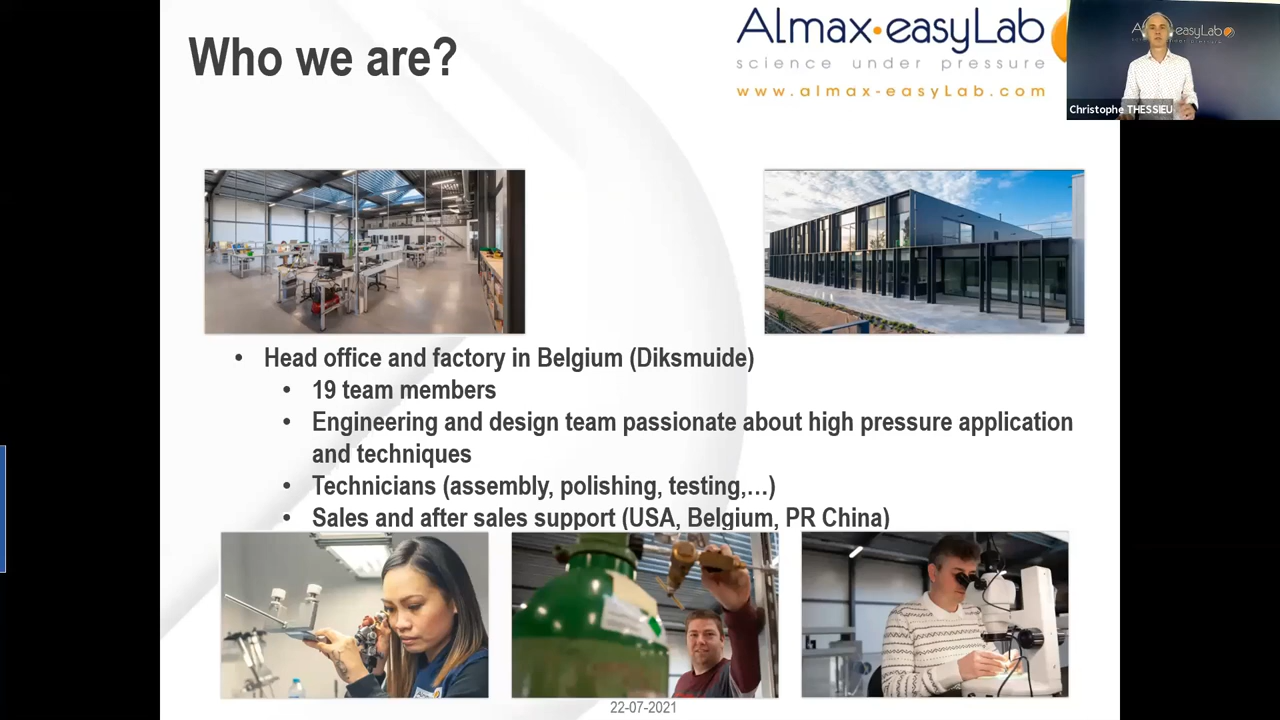 Who we are?
Almax•easyLab
science under pressure
www.almax-easyLab.com
easyLab
Christophe THESSIEU
• Head office and factory in Belgium (Diksmuide)
• 19 team members
• Engineering and design team passionate about high pressure application
and techniques
• Technicians (assembly, polishing, testing,…)
• Sales and after sales support (USA, Belgium, PR China)
22-07-2021